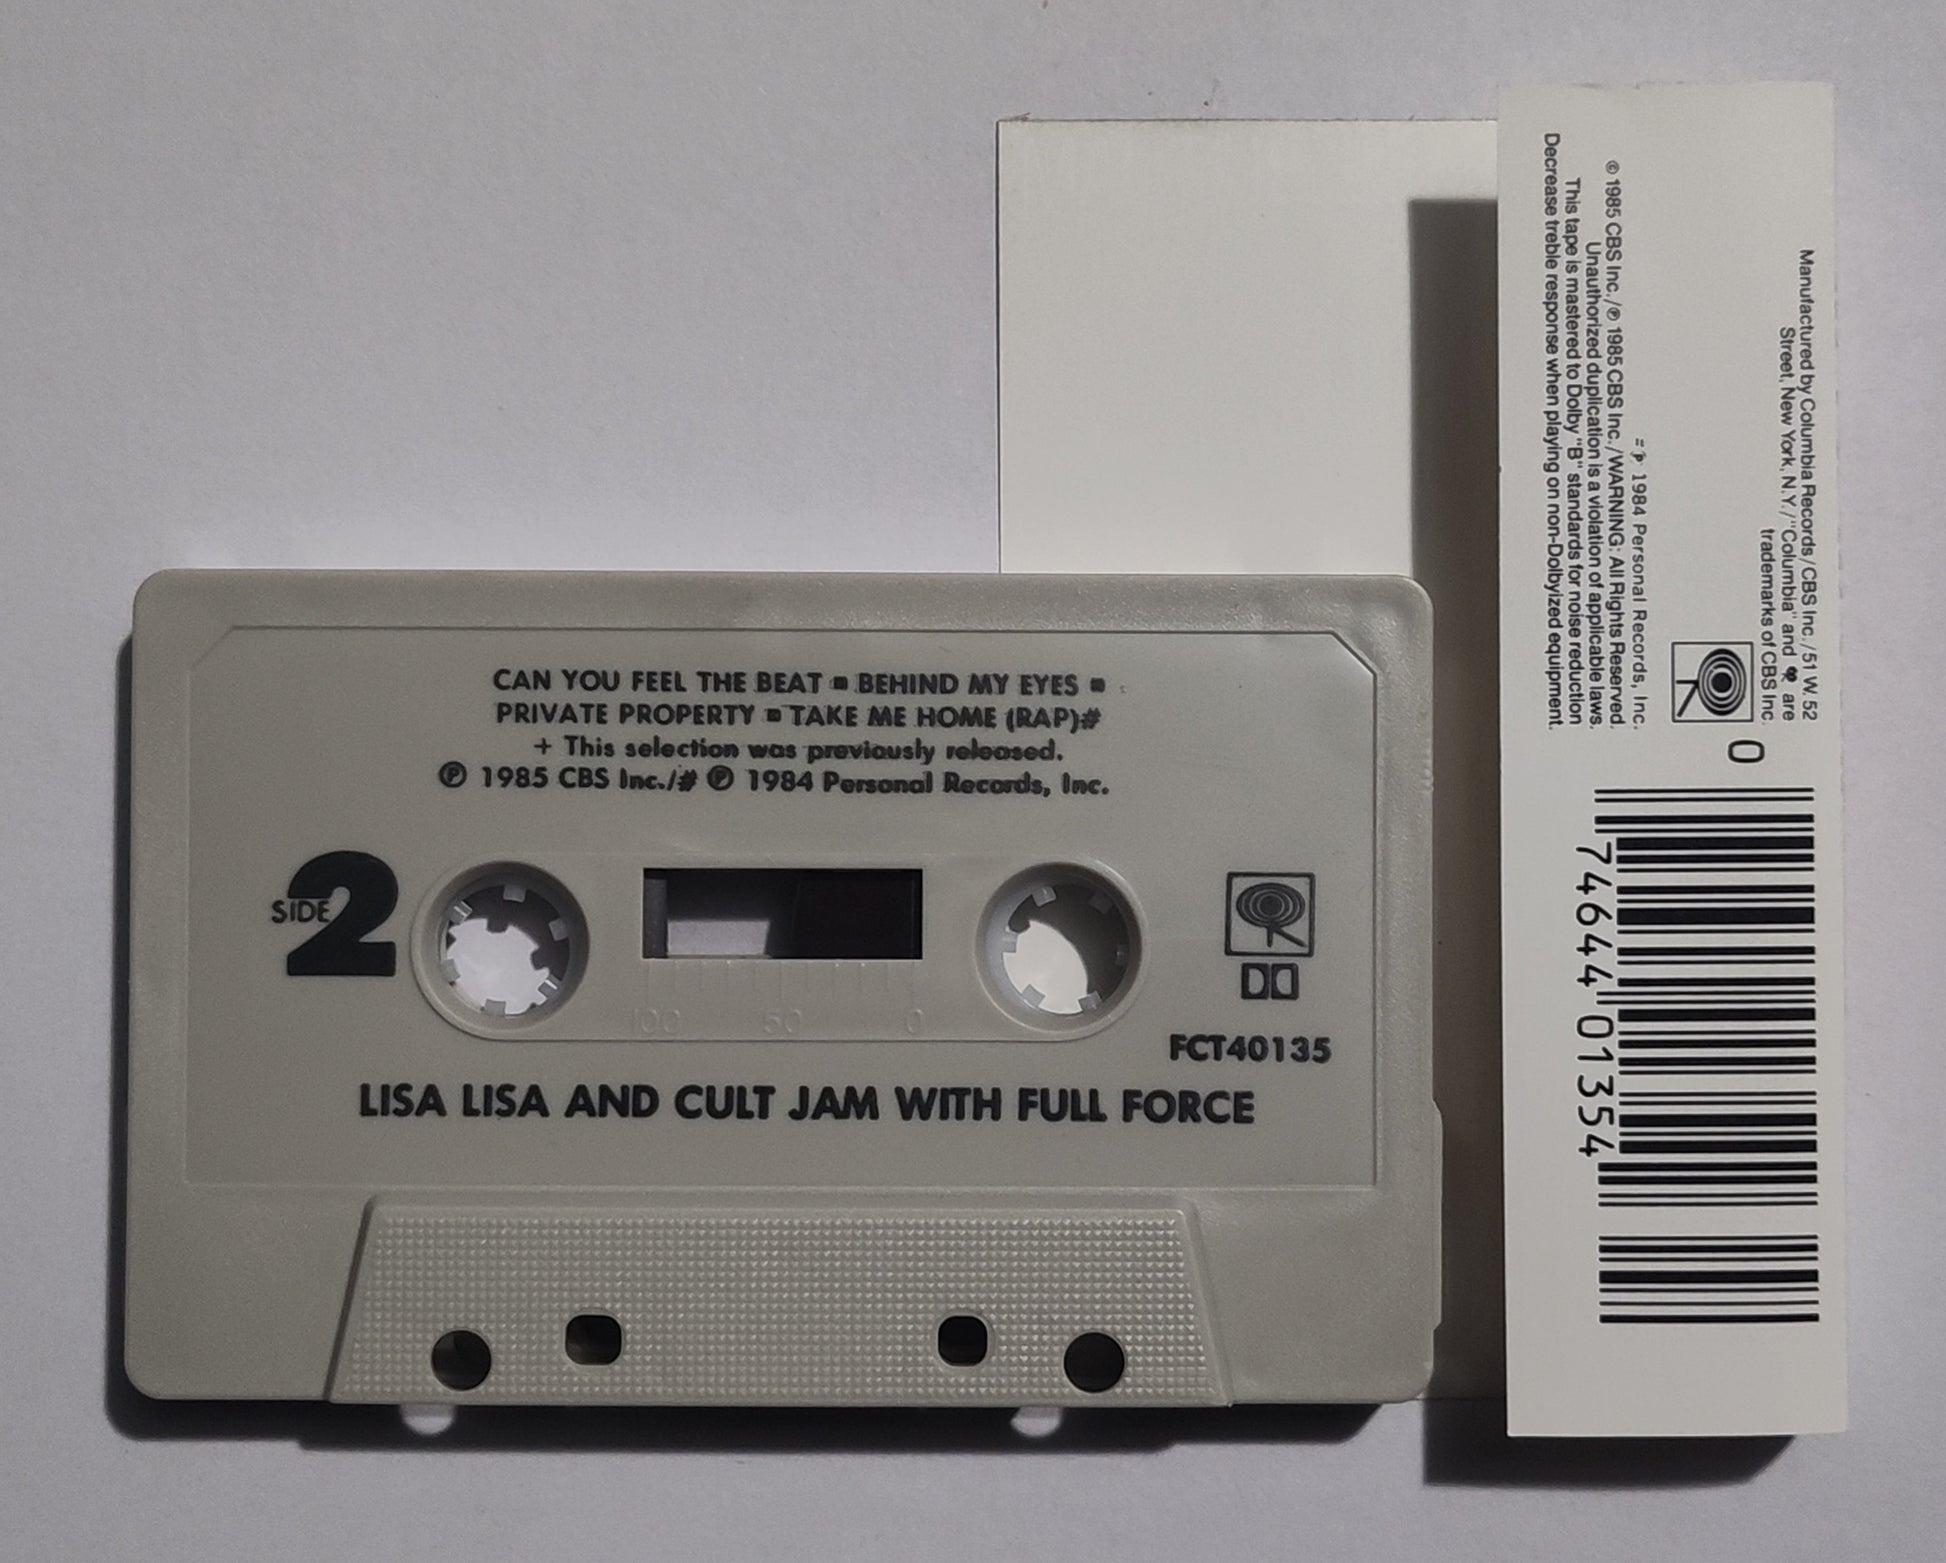 CAN YOU FEEL THE BEAT ■ BEHIND MY EYES ■
PRIVATE PROPERTY ■ TAKE ME HOME (RAP)#
+ This selection was previously released.
℗ 1985 CBS Inc./# ℗ 1984 Personal Records, Inc.
SIDE 2
100 50 0
FCT40135
LISA LISA AND CULT JAM WITH FULL FORCE
Manufactured by Columbia Records/CBS Inc./51 W. 52
Street, New York, N.Y./"Columbia" and are
trademarks of CBS Inc.
= ℗ 1984 Personal Records, Inc.
© 1985 CBS Inc./℗ 1985 CBS Inc./WARNING: All Rights Reserved.
Unauthorized duplication is a violation of applicable laws.
This tape is mastered to Dolby "B" standards for noise reduction
Decrease treble response when playing on non-Dolbyized equipment.
0
74644 01354